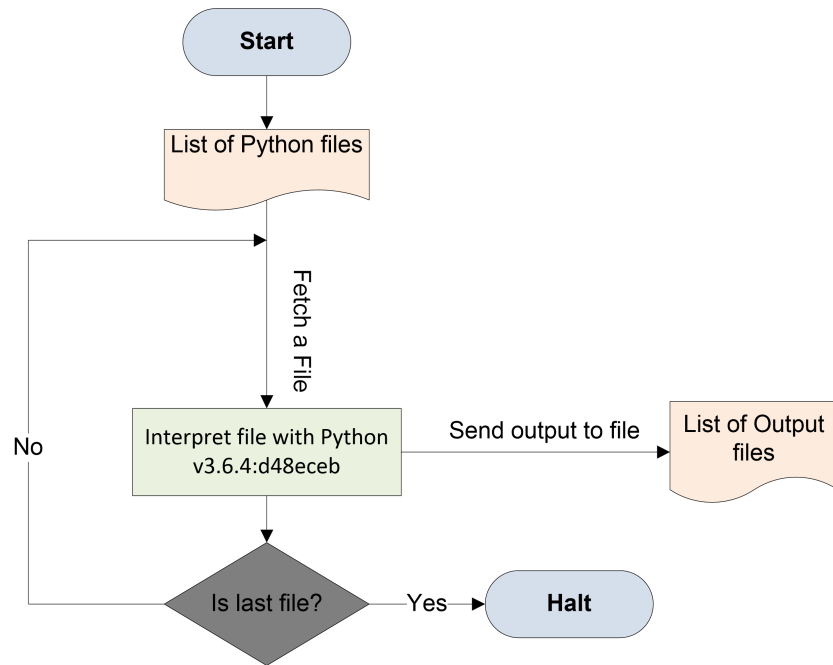 Start
List of Python files
Fetch a File
Interpret file with Python
v3.6.4:d48eceb
Send output to file
List of Output
files
No
Is last file?
Yes
Halt